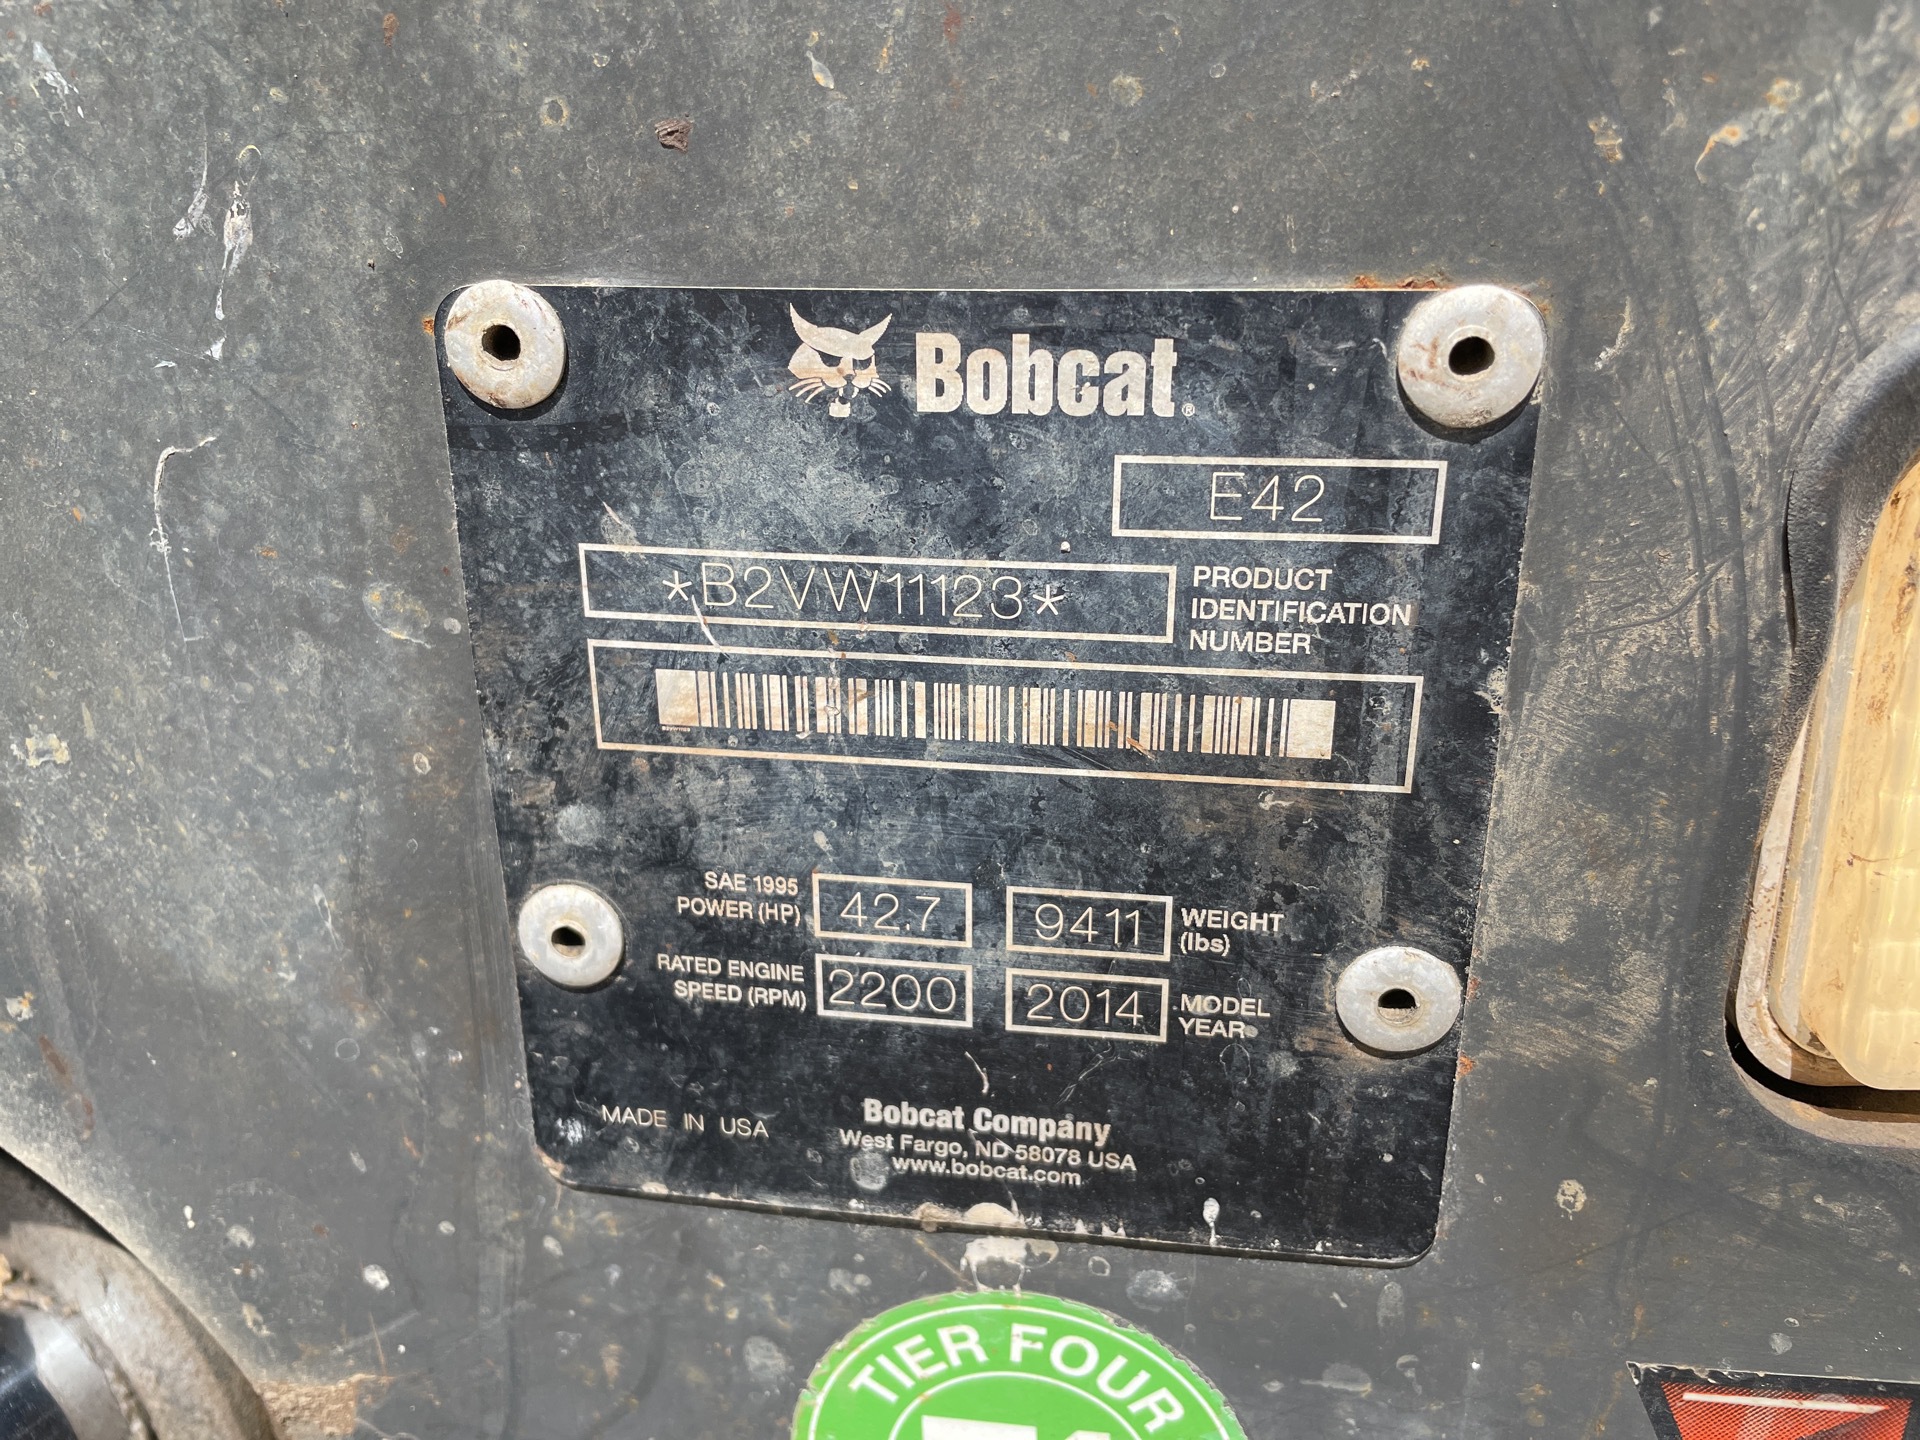 Bobcat®
E42
*B2VW11123*
PRODUCT
IDENTIFICATION
NUMBER
SAE 1995
POWER (HP)
42.7
9411
WEIGHT
(lbs)
RATED ENGINE
SPEED (RPM)
2200
2014
MODEL
YEAR
MADE IN USA
Bobcat Company
West Fargo, ND 58078 USA
www.bobcat.com
TIER FOUR